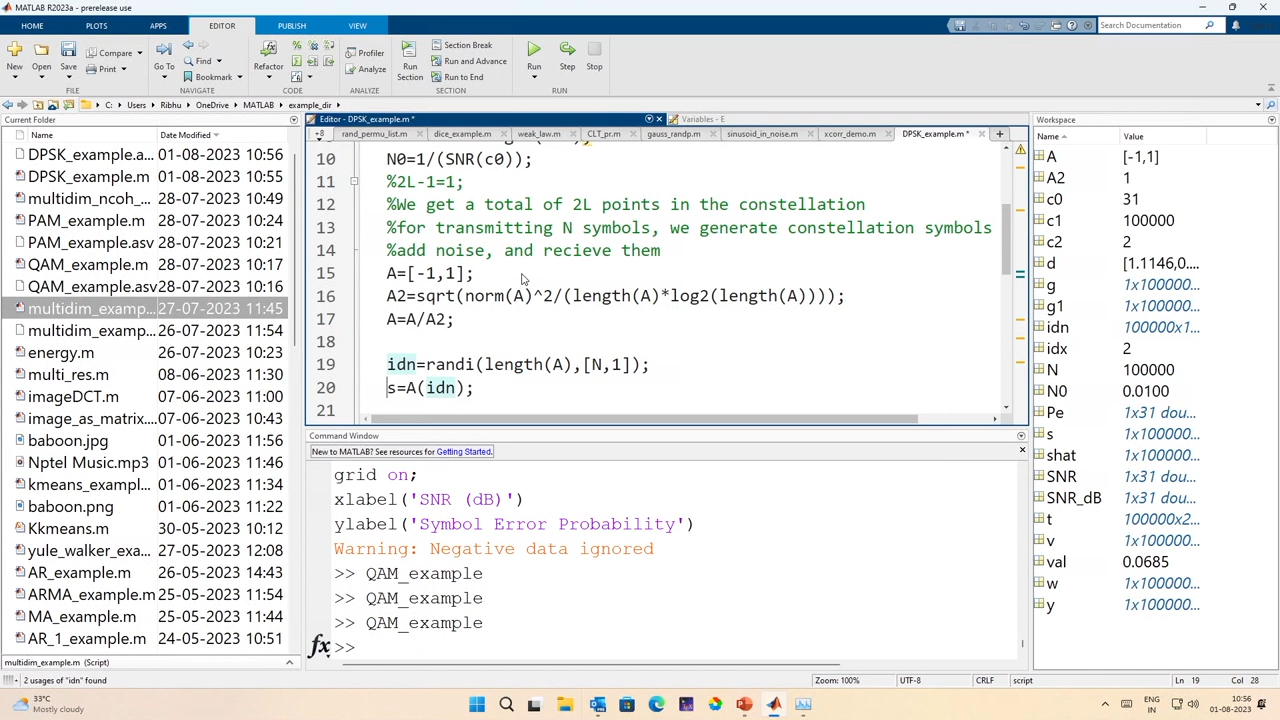 MATLAB R2023a - prerelease use
HOME
PLOTS
APPS
EDITOR
PUBLISH
VIEW
Search Documentation
New
Open
Save
Compare
Print
Go To
Find
Bookmark
Refactor
Profiler
Analyze
Run Section
Section Break
Run and Advance
Run to End
Run
Step
Stop
FILE
NAVIGATE
CODE
ANALYZE
SECTION
RUN
C: Users Ribhu OneDrive MATLAB example_dir
Current Folder
Name Date Modified
DPSK_example.a... 01-08-2023 10:56
DPSK_example.m 01-08-2023 10:55
multidim_ncoh... 28-07-2023 10:49
PAM_example.m 28-07-2023 10:24
PAM_example.asv 28-07-2023 10:21
QAM_example.m 28-07-2023 10:17
QAM_example.asv 28-07-2023 10:16
multidim_examp... 27-07-2023 11:45
multidim_examp... 26-07-2023 11:54
energy.m 26-07-2023 10:23
multi_res.m 08-06-2023 11:30
imageDCT.m 07-06-2023 11:04
image_as_matrix... 07-06-2023 10:43
baboon.jpg 01-06-2023 11:56
Nptel Music.mp3 01-06-2023 11:46
kmeans_example... 01-06-2023 11:34
baboon.png 01-06-2023 11:22
Kkmeans.m 30-05-2023 10:12
yule_walker_exa... 27-05-2023 12:08
AR_example.m 26-05-2023 14:43
ARMA_example.m 26-05-2023 11:54
MA_example.m 25-05-2023 11:44
AR_1_example.m 24-05-2023 10:51
multidim_example.m (Script)
Editor - DPSK_example.m *
Variables - E
+8 rand_permu_list.m dice_example.m weak_law.m CLT_pr.m gauss_randp.m sinusoid_in_noise.m xcorr_demo.m DPSK_example.m *
10 N0=1/(SNR(c0));
11 %2L-1=1;
12 %We get a total of 2L points in the constellation
13 %for transmitting N symbols, we generate constellation symbols
14 %add noise, and recieve them
15 A=[-1,1];
16 A2=sqrt(norm(A)^2/(length(A)*log2(length(A))));
17 A=A/A2;
18
19 idn=randi(length(A),[N,1]);
20 s=A(idn);
21
Command Window
New to MATLAB? See resources for Getting Started.
grid on;
xlabel('SNR (dB)')
ylabel('Symbol Error Probability')
Warning: Negative data ignored
>> QAM_example
>> QAM_example
>> QAM_example
fx >>
Workspace
Name Value
A [-1,1]
A2 1
c0 31
c1 100000
c2 2
d [1.1146,0....
g 1x100000...
g1 1x100000...
idn 100000x1...
idx 2
N 100000
N0 0.0100
Pe 1x31 dou...
s 1x100000...
shat 1x100000...
SNR 1x31 dou...
SNR_dB 1x31 dou...
t 100000x2...
v 1x100000...
val 0.0685
w 1x100000...
y 1x100000...
2 usages of "idn" found
Zoom: 100% UTF-8 CRLF script Ln 19 Col 28
33°C
Mostly cloudy
ENG
IN
10:56
01-08-2023